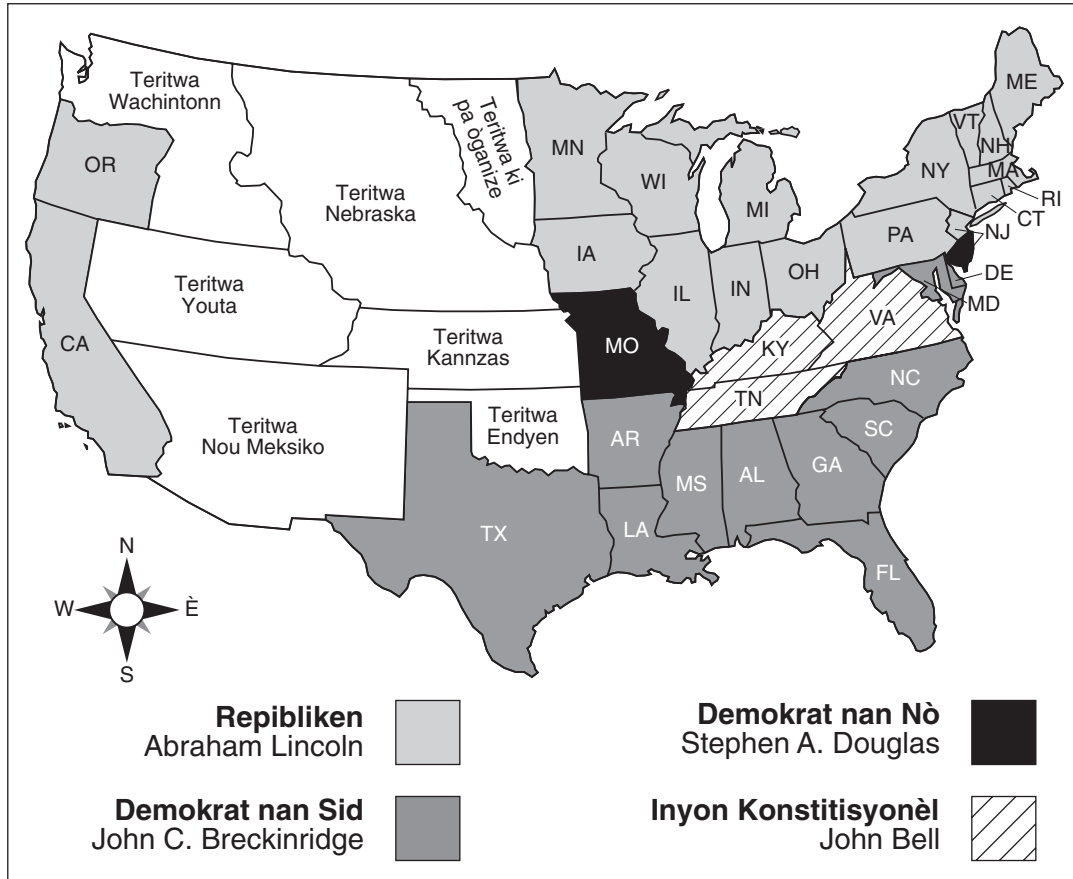 Teritwa
Wachintonn
Teritwa ki
pa òganize
ME
VT
NH
MN
OR
MA
NY
WI
Teritwa
Nebraska
MI
RI
CT
PA
NJ
IA
OH
Teritwa
Youta
IL
IN
DE
MD
VA
CA
Teritwa
Kannzas
MO
KY
NC
TN
Teritwa
Nou Meksiko
Teritwa
Endyen
AR
SC
MS
AL
GA
TX
LA
FL
N
W
È
S
Repibliken
Abraham Lincoln
Demokrat nan Nò
Stephen A. Douglas
Demokrat nan Sid
John C. Breckinridge
Inyon Konstitisyonèl
John Bell